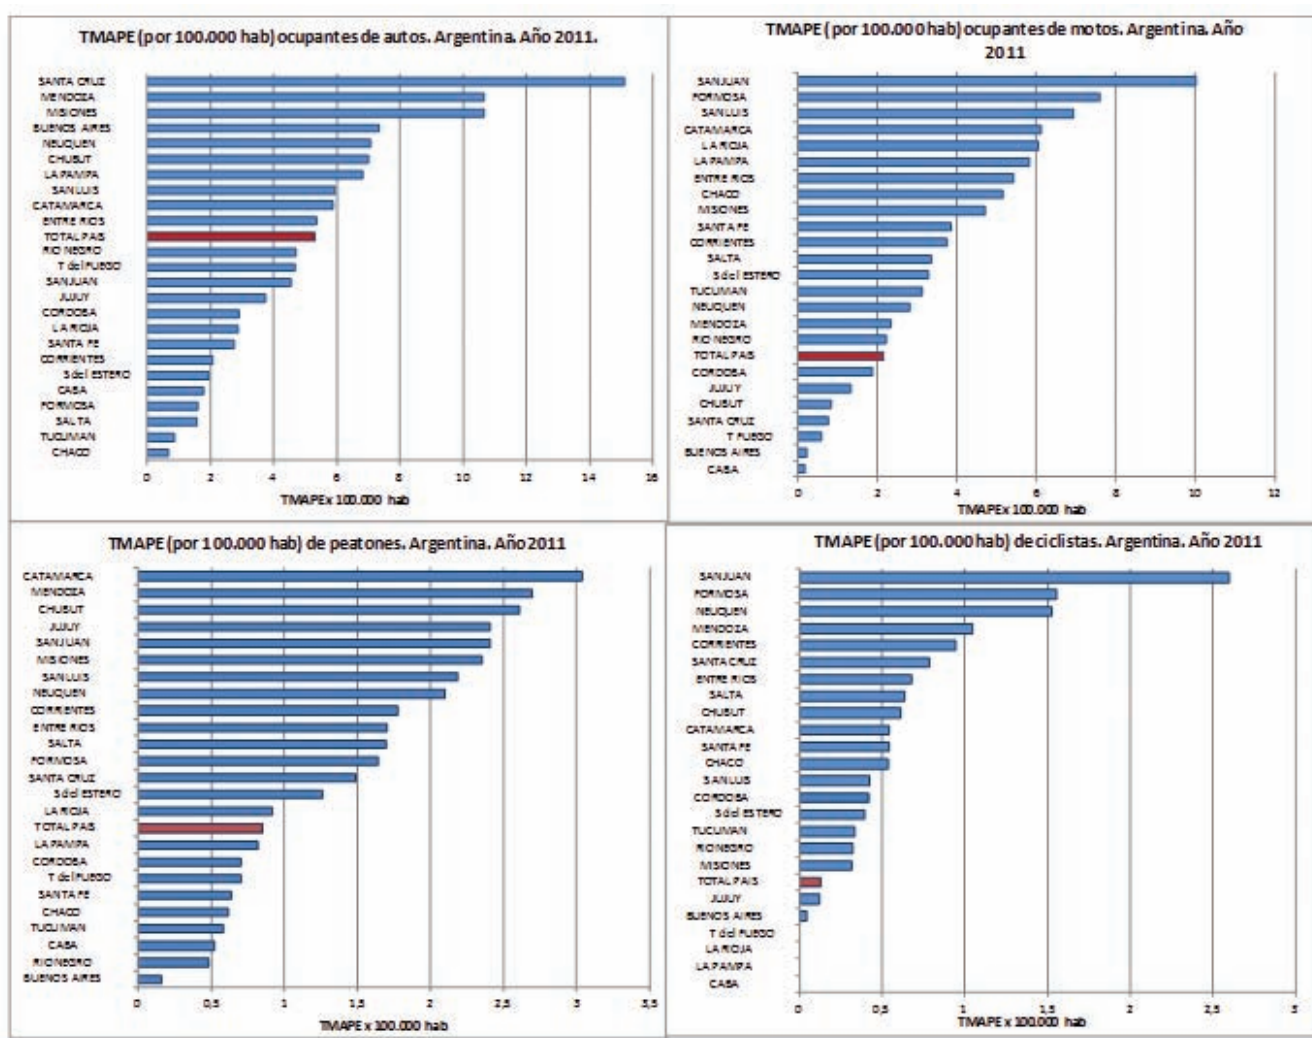 TMAPE (por 100.000 hab) ocupantes de autos. Argentina. Año 2011.
SANTA CRUZ
MENDOZA
MISIONES
BUENOS AIRES
NEUQUEN
CHUBUT
LA PAMPA
SAN LUIS
CATAMARCA
ENTRE RIOS
TOTAL PAIS
RIO NEGRO
T del FUEGO
SAN JUAN
JUJUY
CORDOBA
LA RIOJA
SANTA FE
CORRIENTES
S del ESTERO
CABA
FORMOSA
SALTA
TUCUMAN
CHACO
0 2 4 6 8 10 12 14 16
TMAPE x 100.000 hab
TMAPE (por 100.000 hab) ocupantes de motos. Argentina. Año
2011
SAN JUAN
FORMOSA
SAN LUIS
CATAMARCA
LA RIOJA
LA PAMPA
ENTRE RIOS
CHACO
MISIONES
SANTA FE
CORRIENTES
SALTA
S del ESTERO
TUCUMAN
NEUQUEN
MENDOZA
RIO NEGRO
TOTAL PAIS
CORDOBA
JUJUY
CHUBUT
SANTA CRUZ
T FUEGO
BUENOS AIRES
CABA
0 2 4 6 8 10 12
TMAPE x 100.000 hab
TMAPE (por 100.000 hab) de peatones. Argentina. Año 2011
CATAMARCA
MENDOZA
CHUBUT
JUJUY
SAN JUAN
MISIONES
SAN LUIS
NEUQUEN
CORRIENTES
ENTRE RIOS
SALTA
FORMOSA
SANTA CRUZ
S del ESTERO
LA RIOJA
TOTAL PAIS
LA PAMPA
CORDOBA
T del FUEGO
SANTA FE
CHACO
TUCUMAN
CABA
RIO NEGRO
BUENOS AIRES
0 0,5 1 1,5 2 2,5 3 3,5
TMAPE x 100.000 hab
TMAPE (por 100.000 hab) de ciclistas. Argentina. Año 2011
SAN JUAN
FORMOSA
NEUQUEN
MENDOZA
CORRIENTES
SANTA CRUZ
ENTRE RIOS
SALTA
CHUBUT
CATAMARCA
SANTA FE
CHACO
SAN LUIS
CORDOBA
S del ESTERO
TUCUMAN
RIO NEGRO
MISIONES
TOTAL PAIS
JUJUY
BUENOS AIRES
T del FUEGO
LA RIOJA
LA PAMPA
CABA
0 0,5 1 1,5 2 2,5 3
TMAPE x 100.000 hab